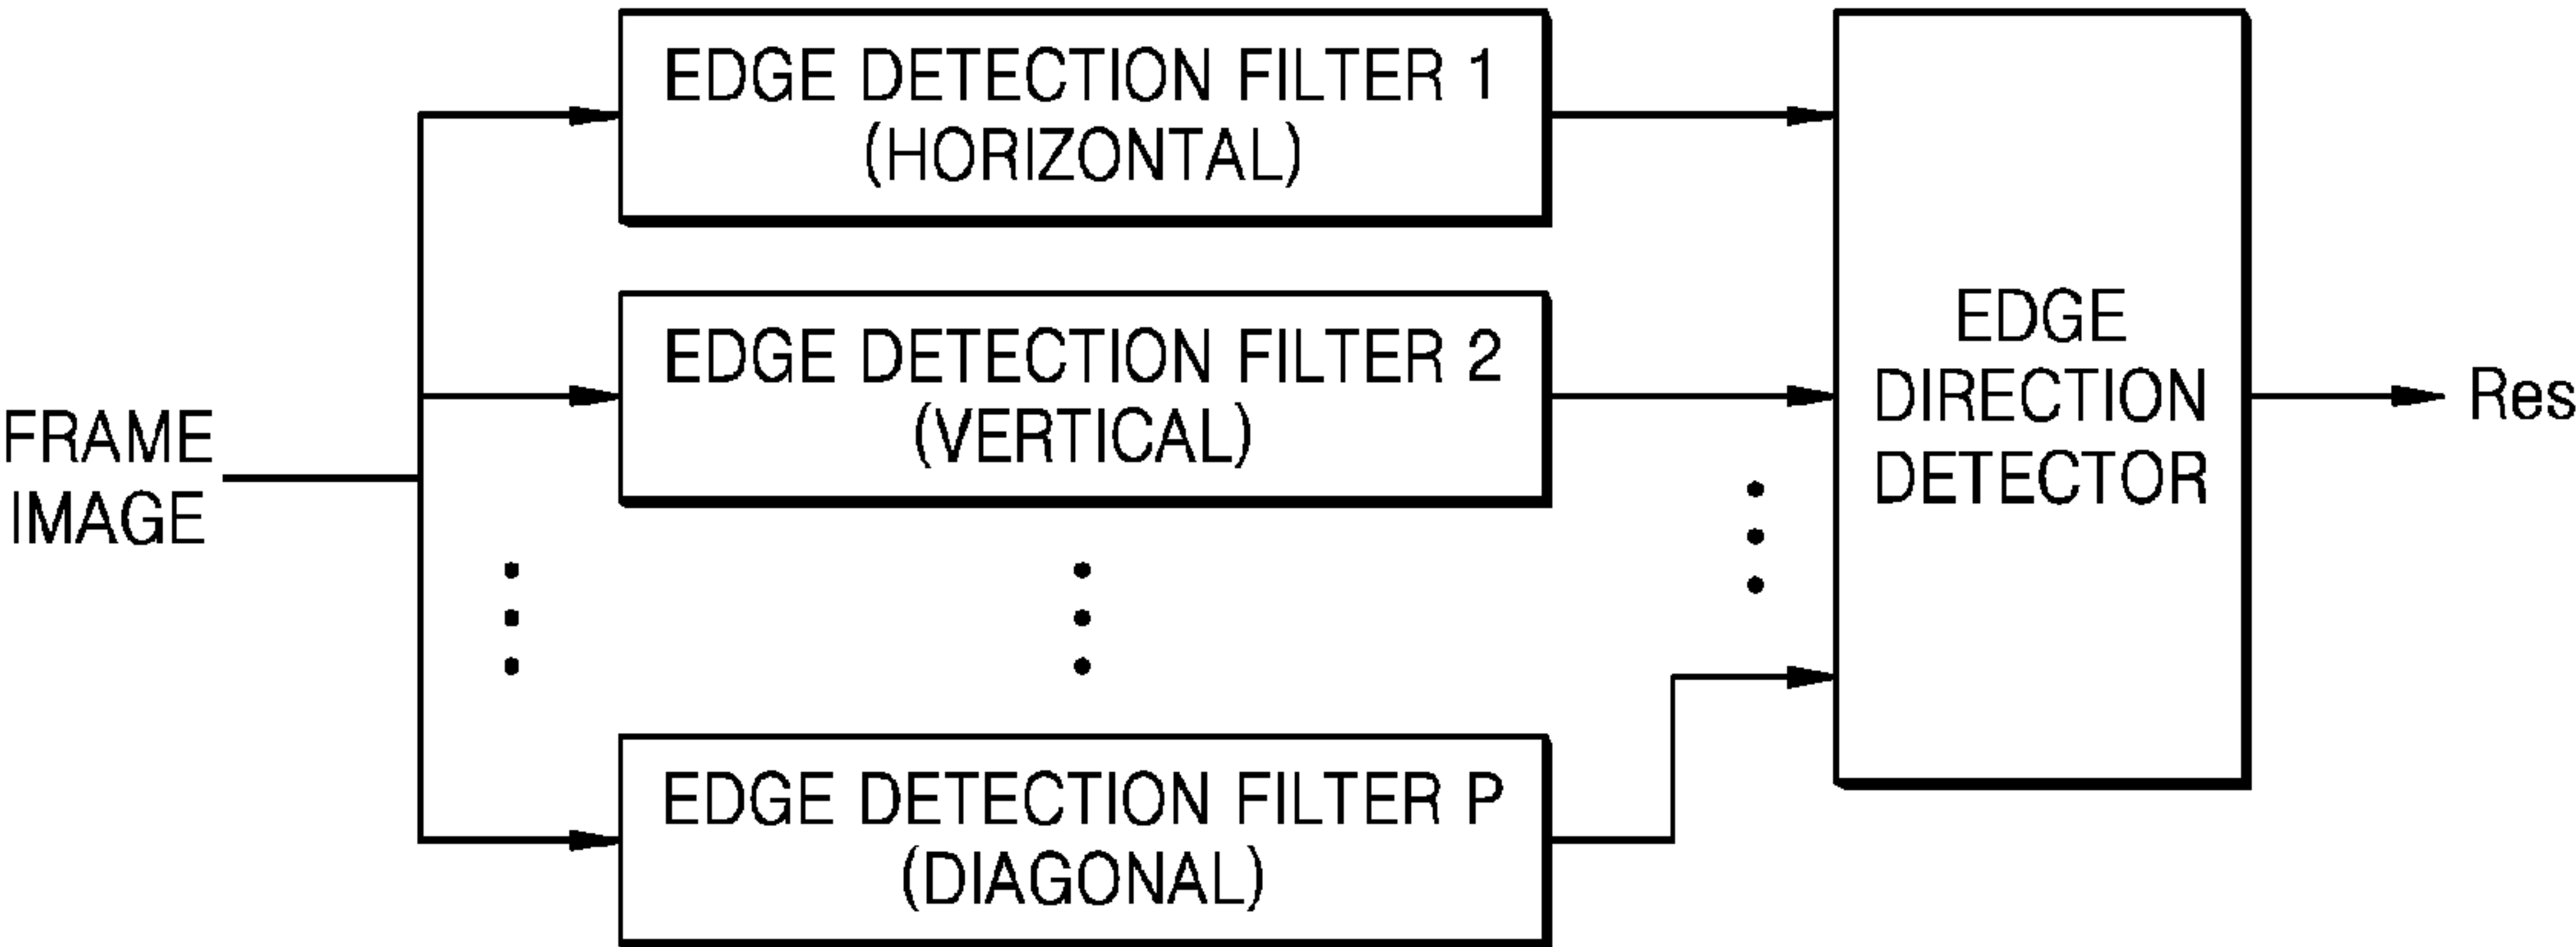 FRAME
IMAGE
EDGE DETECTION FILTER 1
(HORIZONTAL)
EDGE DETECTION FILTER 2
(VERTICAL)
EDGE DETECTION FILTER P
(DIAGONAL)
EDGE
DIRECTION
DETECTOR
Res